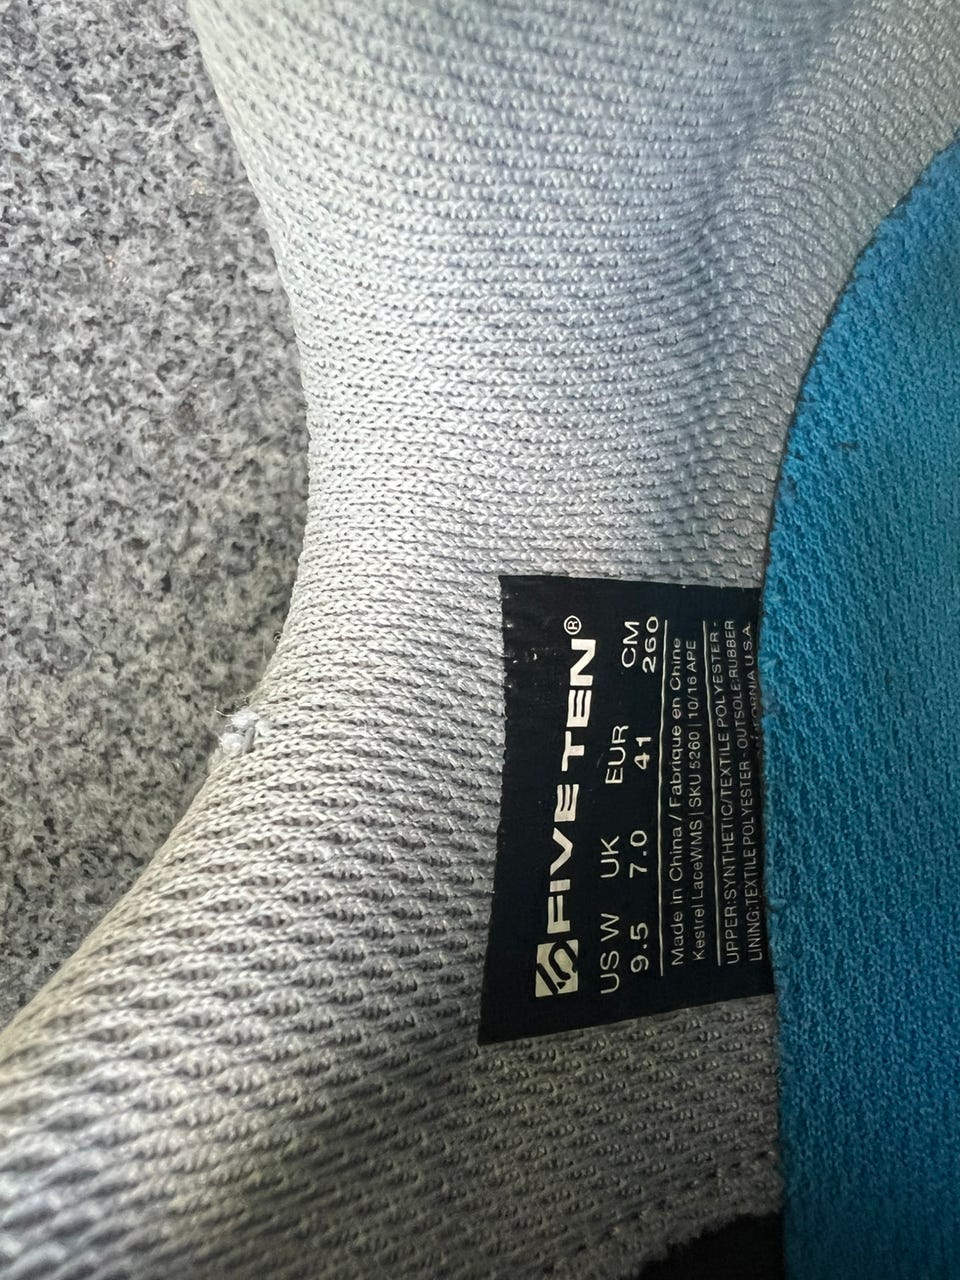 FIVE TEN®
US W UK EUR CM
9.5 7.0 41 260
Made in China / Fabrique en Chine
Kestrel LaceWMS | SKU 5260 | 10/16 APE
UPPER:SYNTHETIC/TEXTILE POLYESTER·
LINING:TEXTILE POLYESTER - OUTSOLE:RUBBER
U.S.A